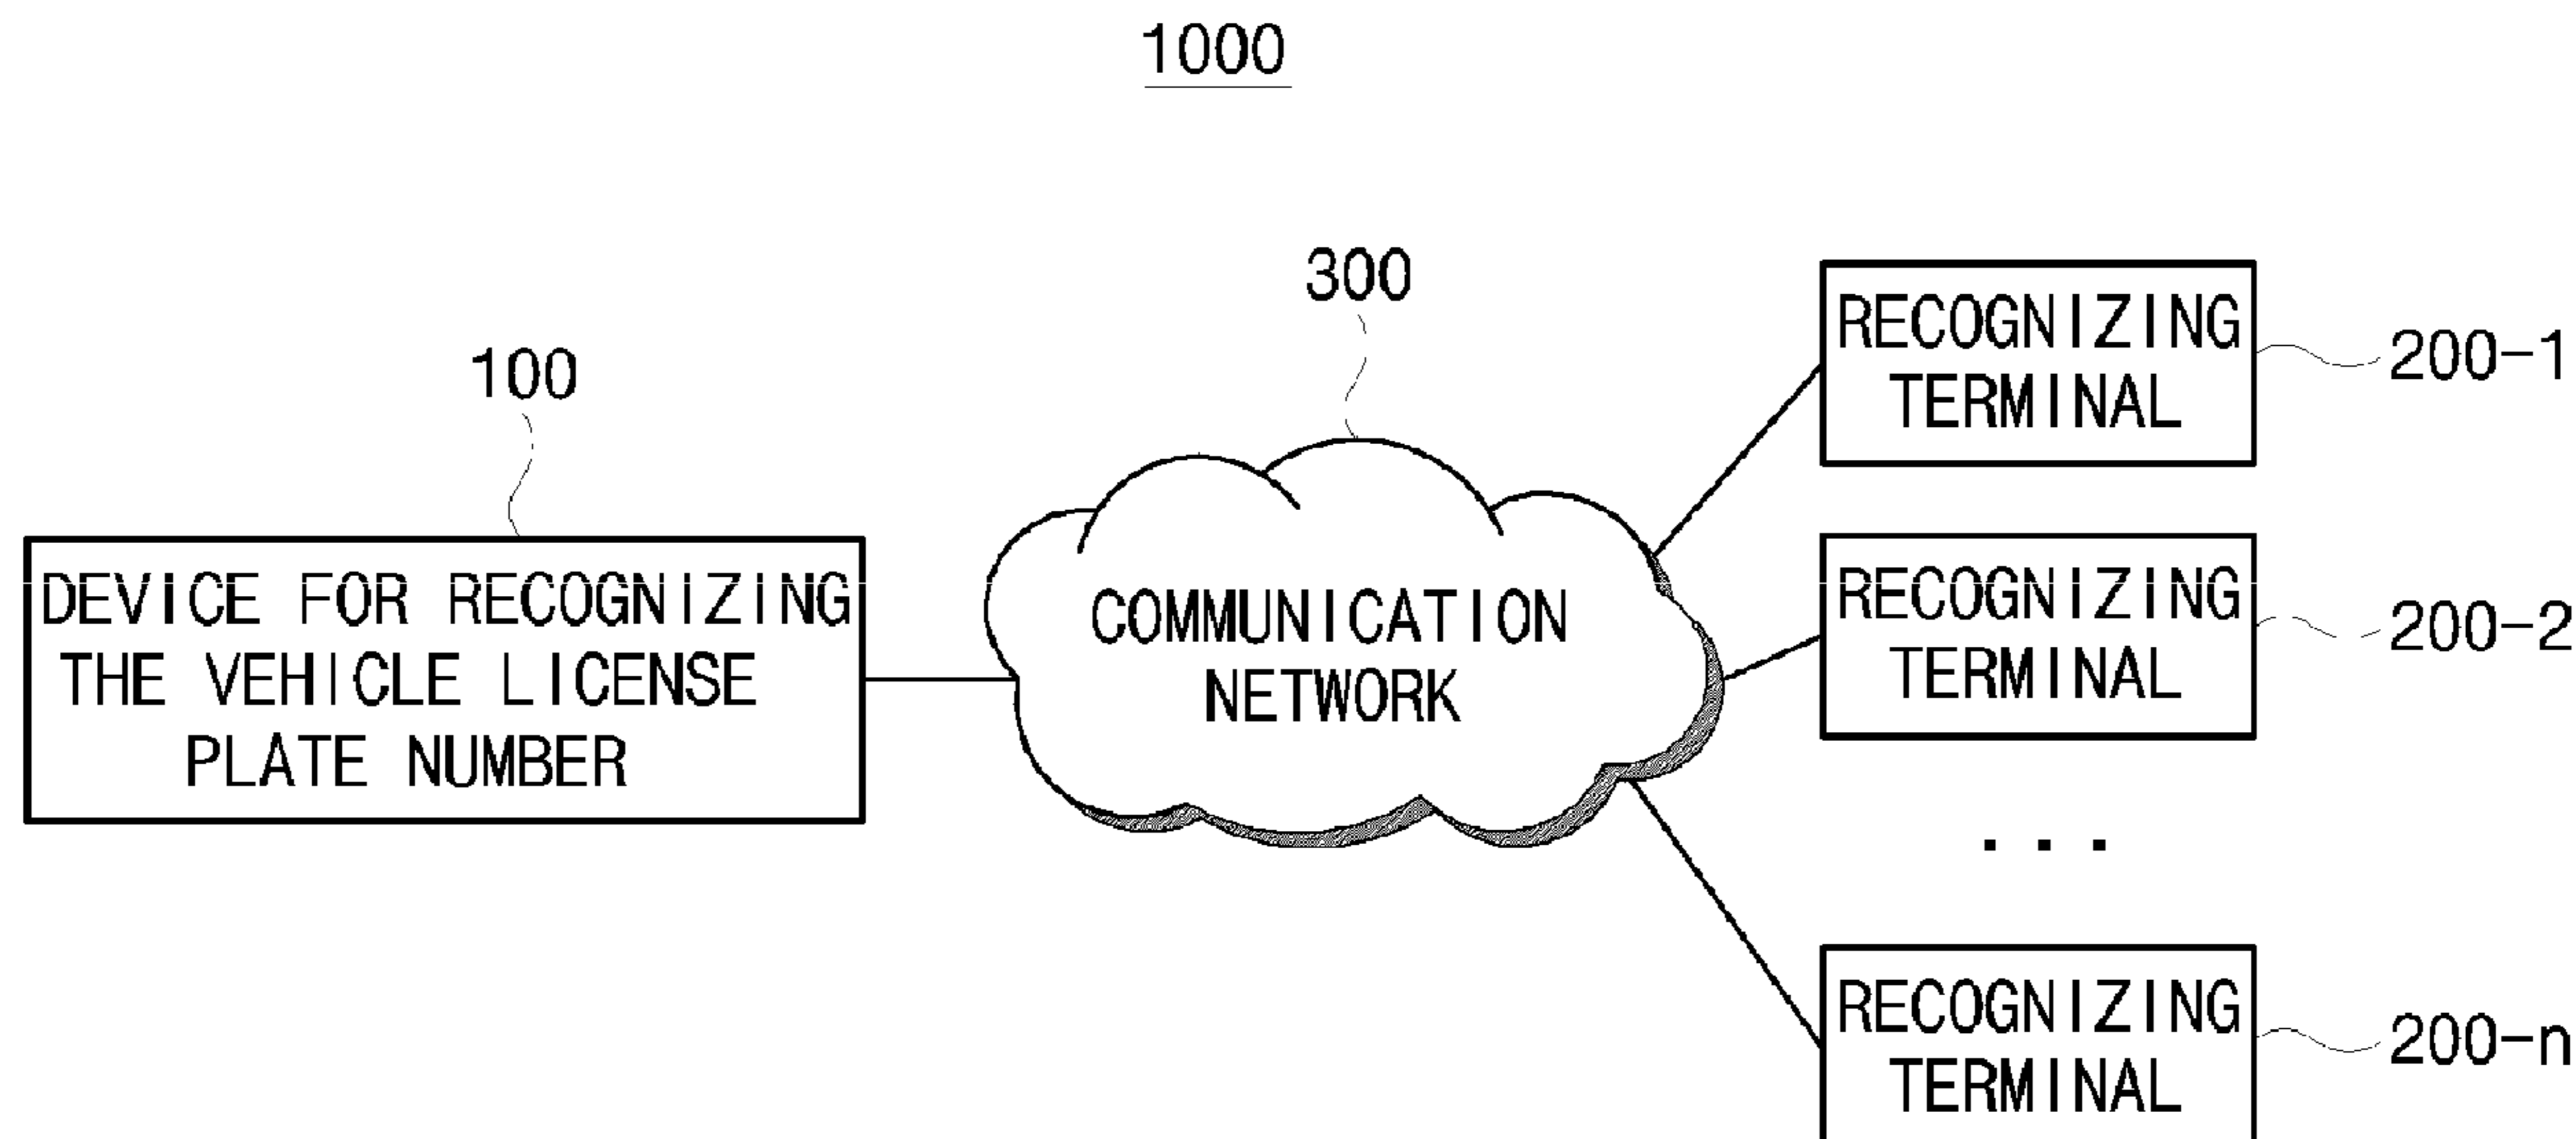 1000
300
100
DEVICE FOR RECOGNIZING
THE VEHICLE LICENSE
PLATE NUMBER
COMMUNICATION
NETWORK
RECOGNIZING
TERMINAL
200-1
RECOGNIZING
TERMINAL
200-2
...
RECOGNIZING
TERMINAL
200-n